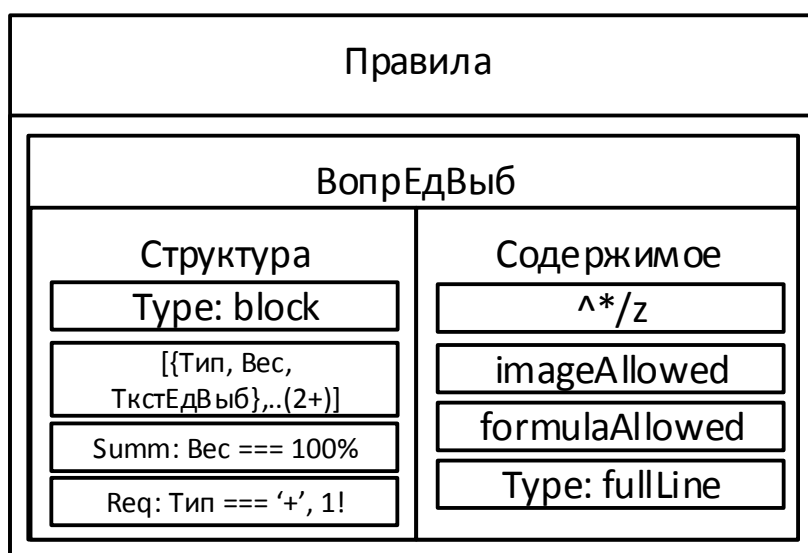 Правила
ВопрЕдВыб
Структура
Type: block
[{Тип, Вес,
ТкстЕдВыб},..(2+)]
Summ: Вес === 100%
Req: Тип === ‘+’, 1!
Содержимое
^*/z
imageAllowed
formulaAllowed
Type: fullLine